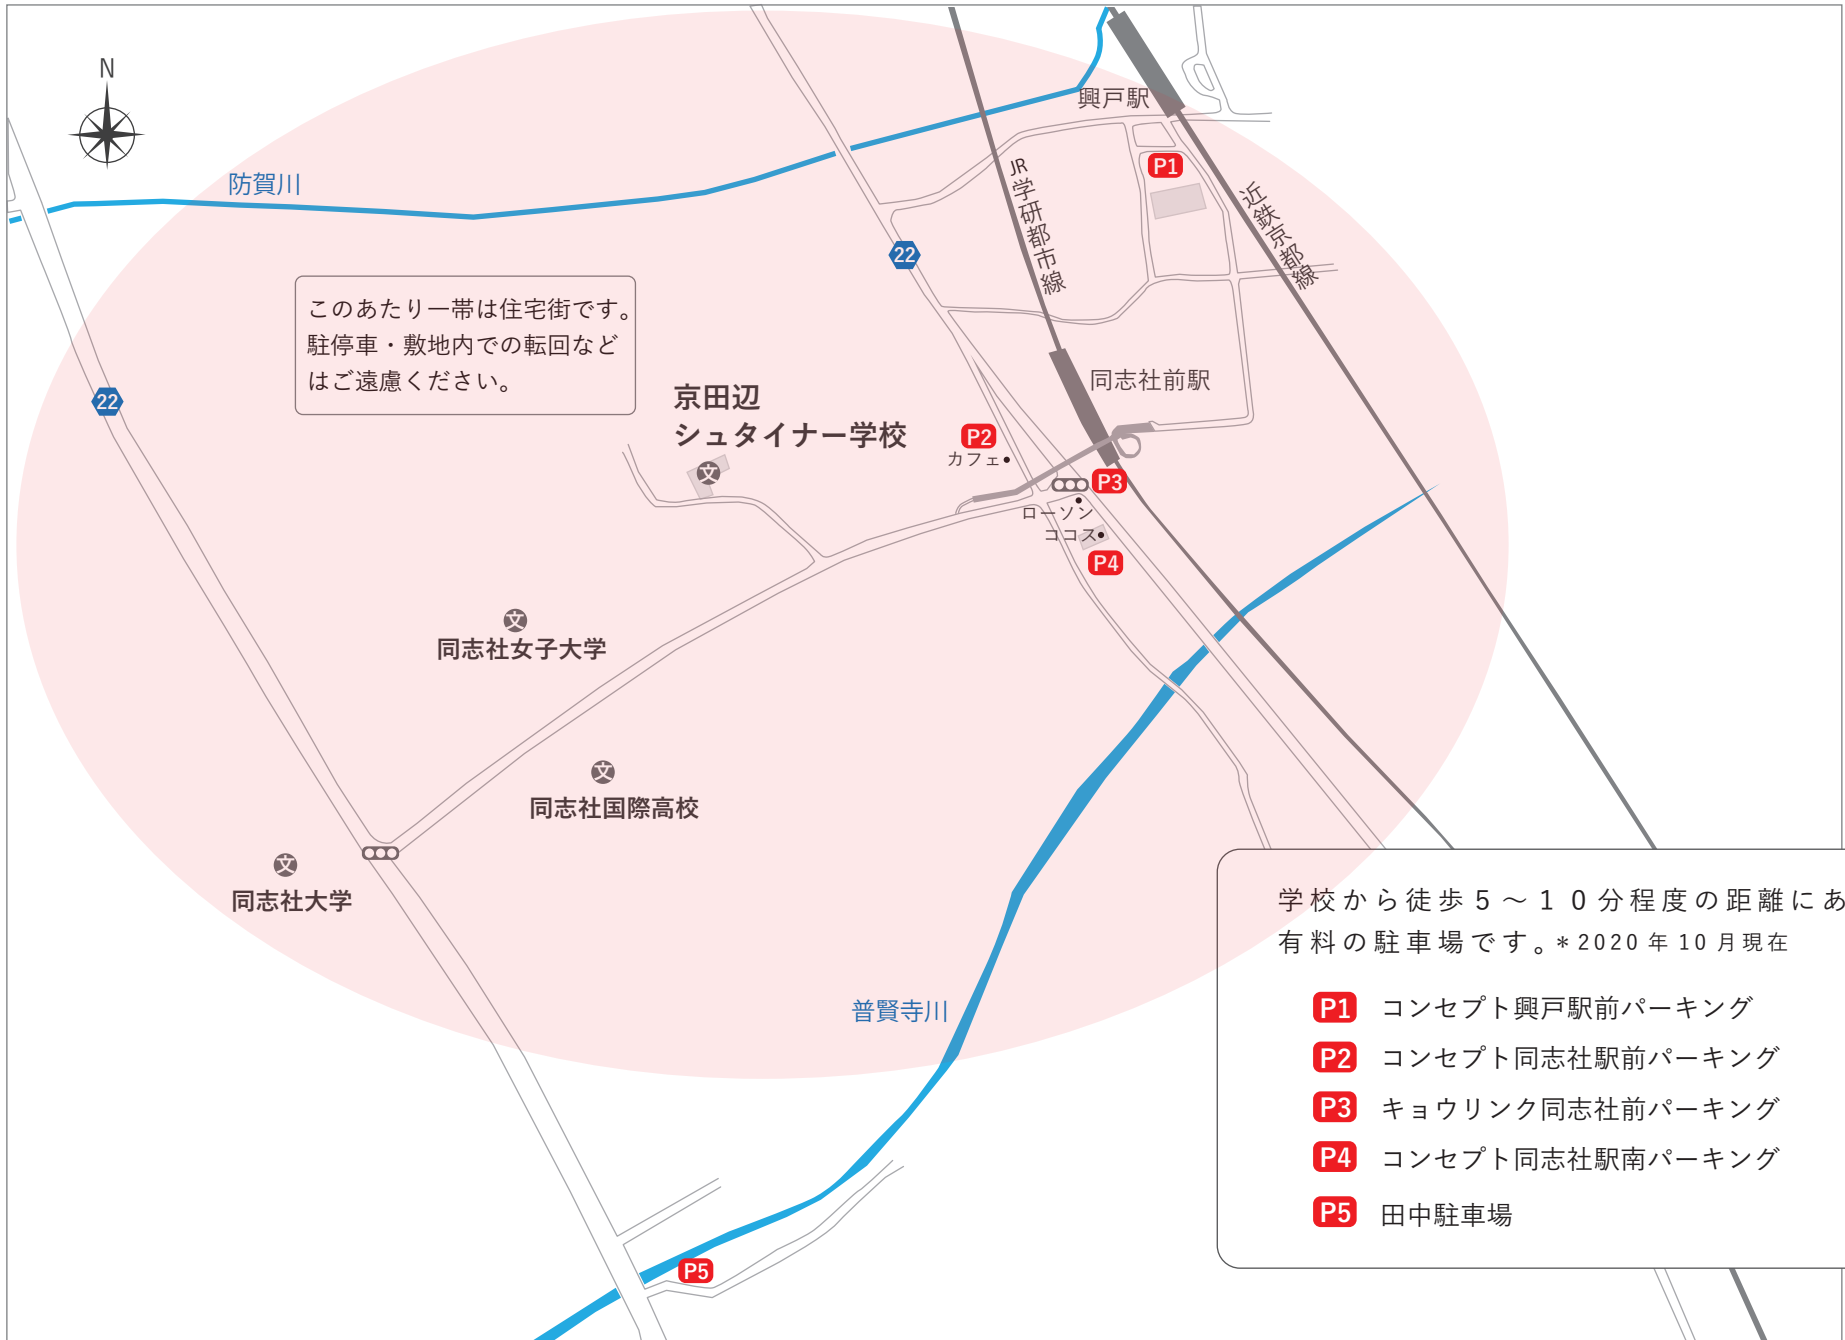 N
興戸駅
P1
防賀川
JR学研都市線
近鉄京都線
22
このあたり一帯は住宅街です。
駐停車・敷地内での転回など
はご遠慮ください。
22
京田辺
シュタイナー学校
文
同志社前駅
P2
カフェ
P3
ローソン
ココス
P4
文
同志社女子大学
文
同志社国際高校
文
同志社大学
普賢寺川
P5
学校から徒歩5〜10分程度の距離にあ
有料の駐車場です。*2020年10月現在
P1 コンセプト興戸駅前パーキング
P2 コンセプト同志社駅前パーキング
P3 キョウリンク同志社前パーキング
P4 コンセプト同志社駅南パーキング
P5 田中駐車場